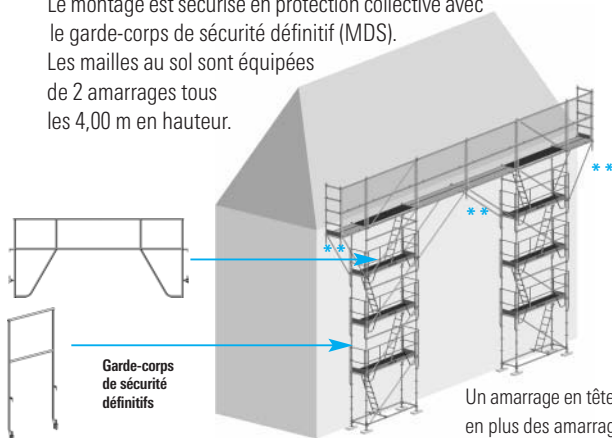 Le montage est sécurisé en protection collective avec
le garde-corps de sécurité définitif (MDS).
Les mailles au sol sont équipées
de 2 amarrages tous
les 4,00 m en hauteur.
**
**
**
Garde-corps
de sécurité
définitifs
Un amarrage en tête
en plus des amarrag